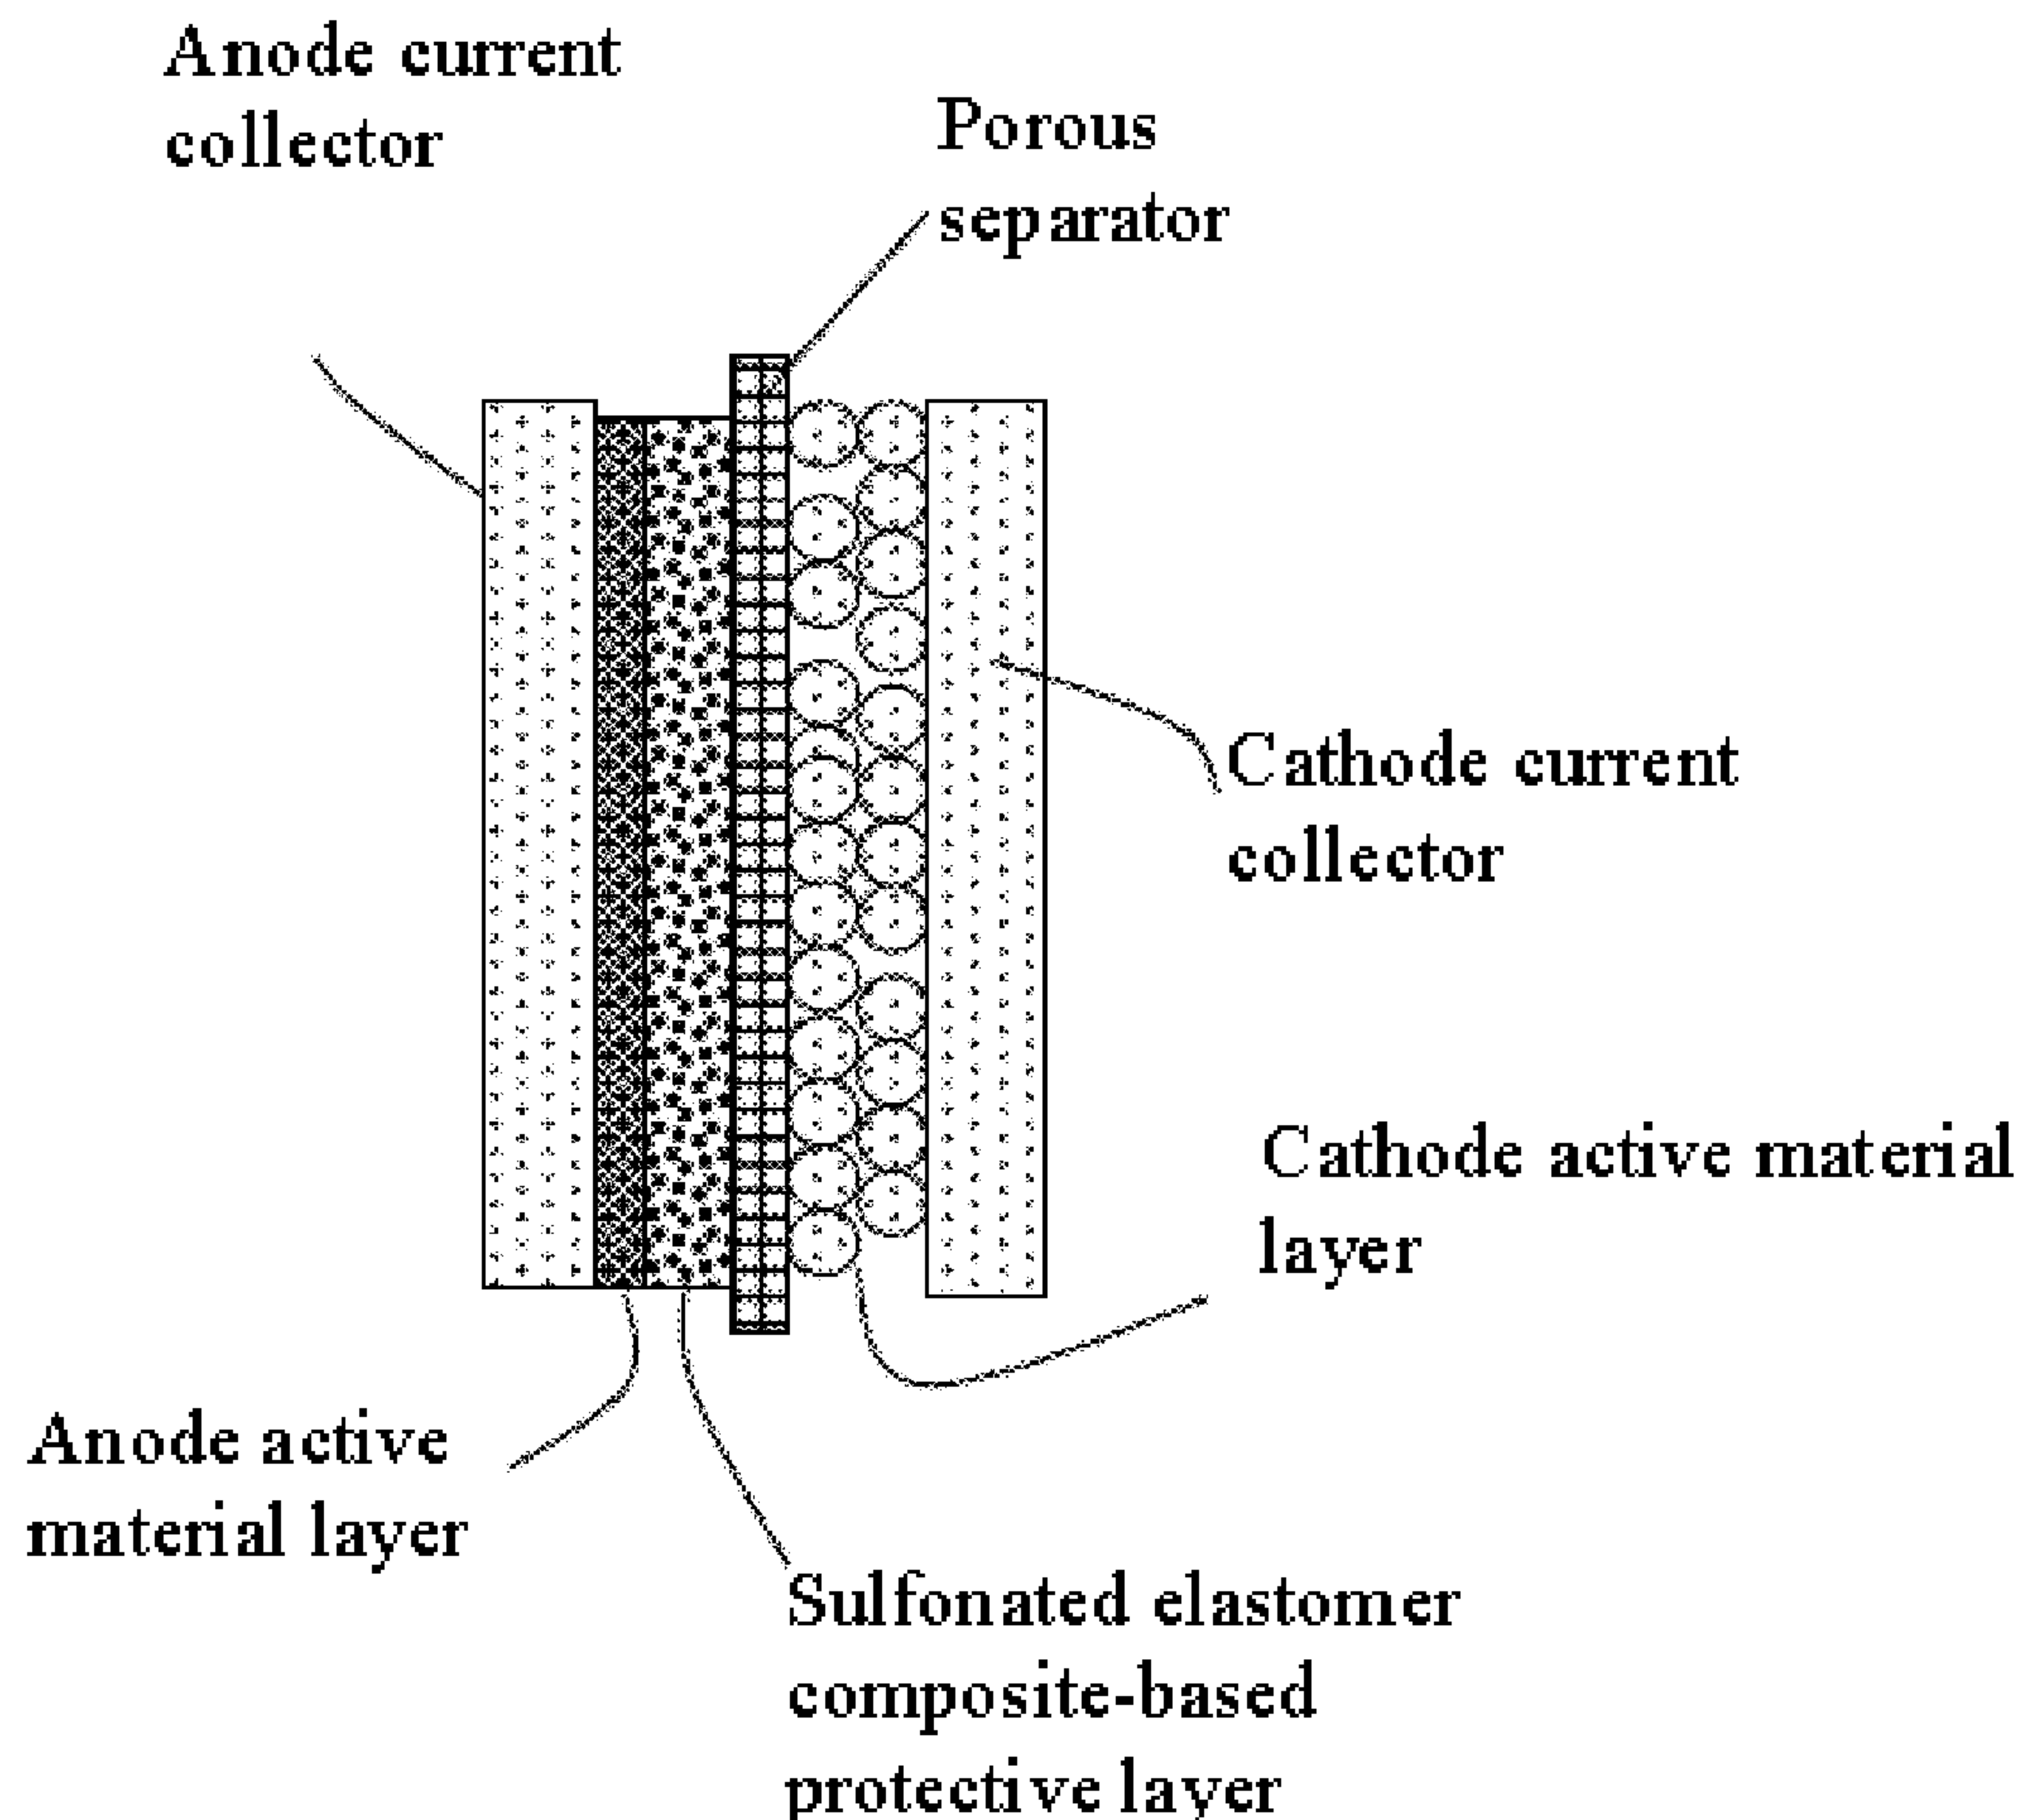 Anode current
collector
Porous
separator
Cathode current
collector
Cathode active material
layer
Anode active
material layer
Sulfonated elastomer
composite-based
protective layer